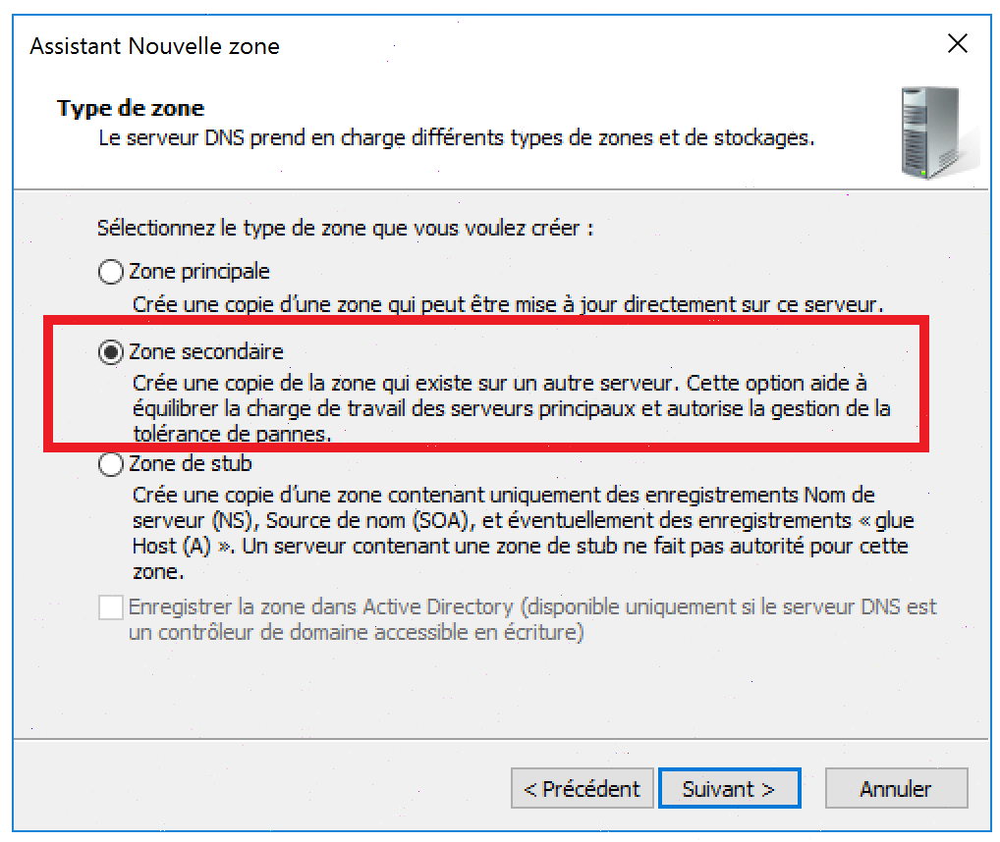 Assistant Nouvelle zone
Type de zone
Le serveur DNS prend en charge différents types de zones et de stockages.
Sélectionnez le type de zone que vous voulez créer :
Zone principale
Crée une copie d'une zone qui peut être mise à jour directement sur ce serveur.
Zone secondaire
Crée une copie de la zone qui existe sur un autre serveur. Cette option aide à
équilibrer la charge de travail des serveurs principaux et autorise la gestion de la
tolérance de pannes.
Zone de stub
Crée une copie d'une zone contenant uniquement des enregistrements Nom de
serveur (NS), Source de nom (SOA), et éventuellement des enregistrements « glue
Host (A) ». Un serveur contenant une zone de stub ne fait pas autorité pour cette
zone.
Enregistrer la zone dans Active Directory (disponible uniquement si le serveur DNS est
un contrôleur de domaine accessible en écriture)
< Précédent Suivant > Annuler